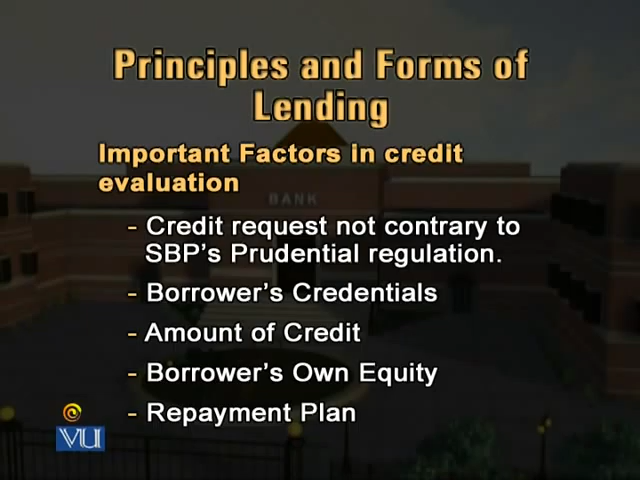 Principles and Forms of
Lending
Important Factors in credit
evaluation
BANK
- Credit request not contrary to
SBP's Prudential regulation.
- Borrower's Credentials
- Amount of Credit
- Borrower's Own Equity
- Repayment Plan
VU